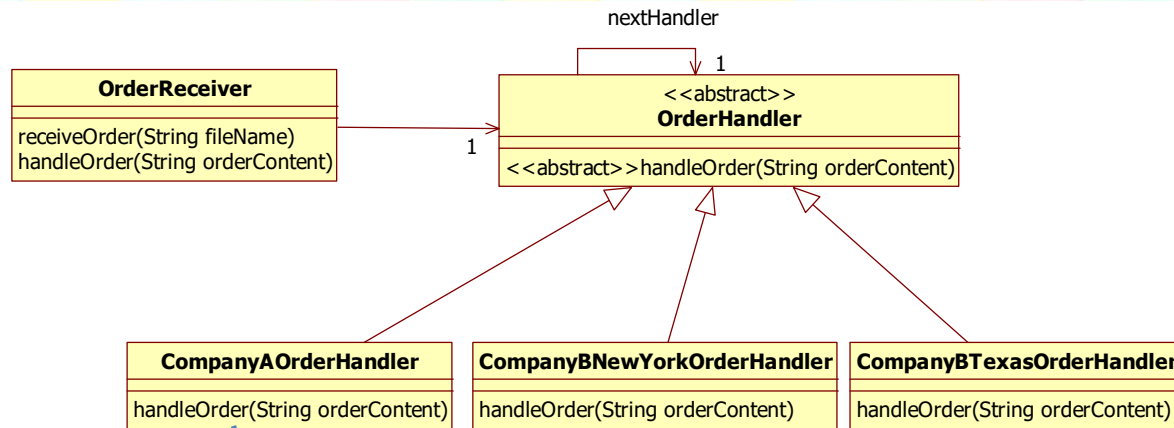 nextHandler
1
OrderReceiver
receiveOrder(String fileName)
handleOrder(String orderContent)
1
<<abstract>>
OrderHandler
<<abstract>>handleOrder(String orderContent)
CompanyAOrderHandler
handleOrder(String orderContent)
CompanyBNewYorkOrderHandler
handleOrder(String orderContent)
CompanyBTexasOrderHandler
handleOrder(String orderContent)